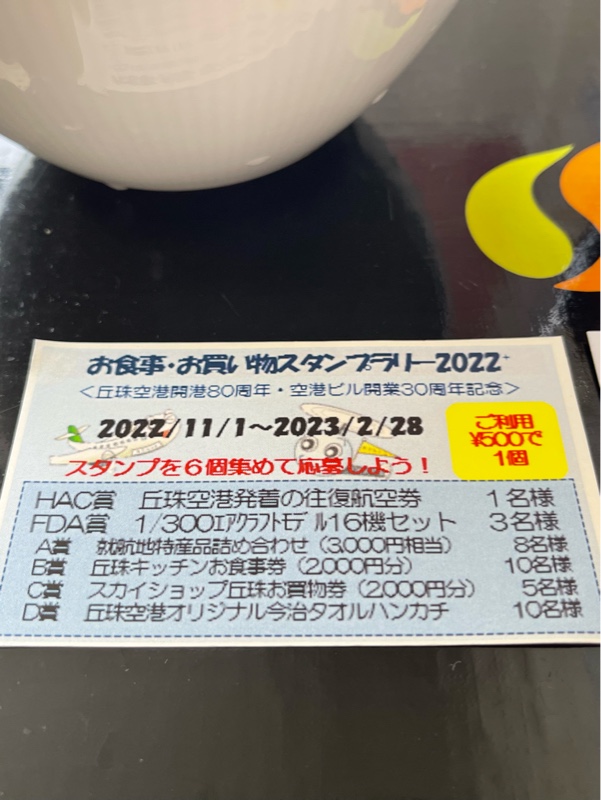 お食事・お買い物スタンプラリー2022
＜丘珠空港開港80周年・空港ビル開業30周年記念＞
2022/11/1～2023/2/28
ご利用
¥500で
1個
スタンプを6個集めて応募しよう！
HAC賞 丘珠空港発着の往復航空券 1名様
FDA賞 1/300ｴｱｸﾗﾌﾄﾓﾃﾞﾙ16機セット 3名様
A賞 就航地特産品詰め合わせ（3,000円相当） 8名様
B賞 丘珠キッチンお食事券（2,000円分） 10名様
C賞 スカイショップ丘珠お買物券（2,000円分） 5名様
D賞 丘珠空港オリジナル今治タオルハンカチ 10名様